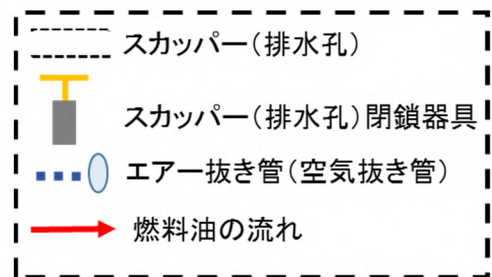 スカッパー(排水孔)
スカッパー(排水孔)閉鎖器具
エアー抜き管(空気抜き管)
燃料油の流れ